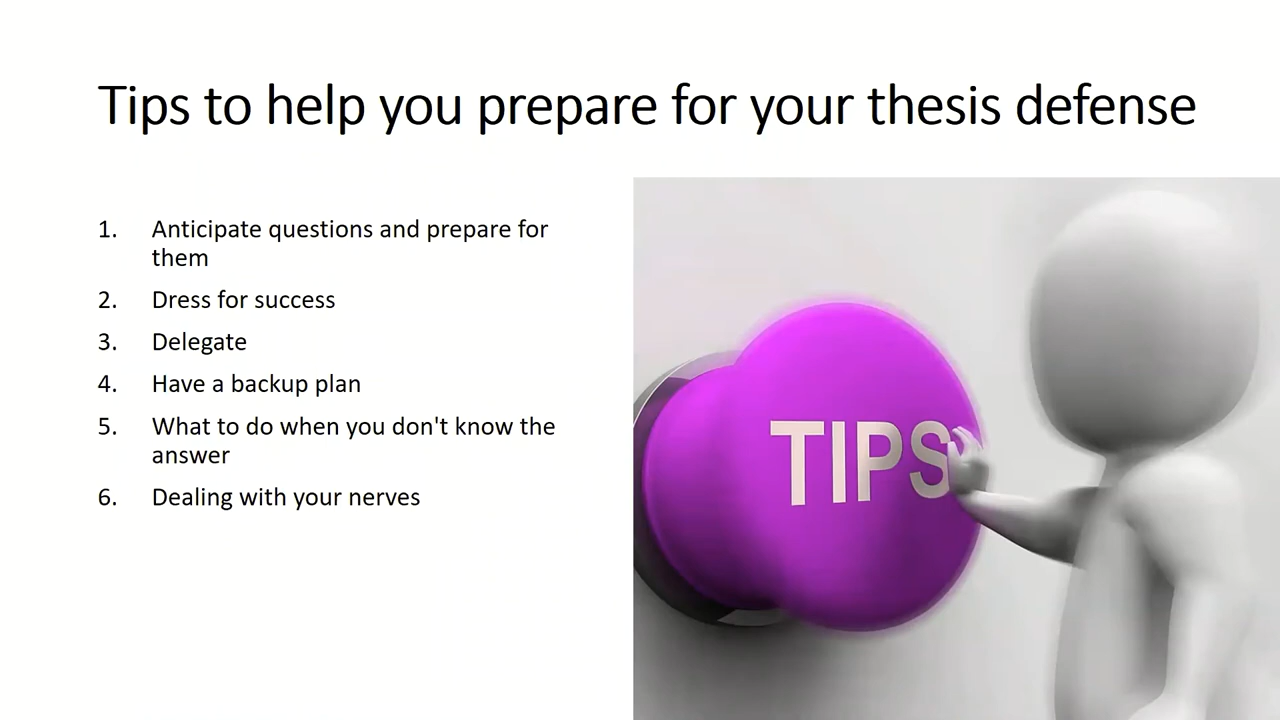 Tips to help you prepare for your thesis defense
1. Anticipate questions and prepare for
them
2. Dress for success
3. Delegate
4. Have a backup plan
5. What to do when you don't know the
answer
6. Dealing with your nerves
TIPS